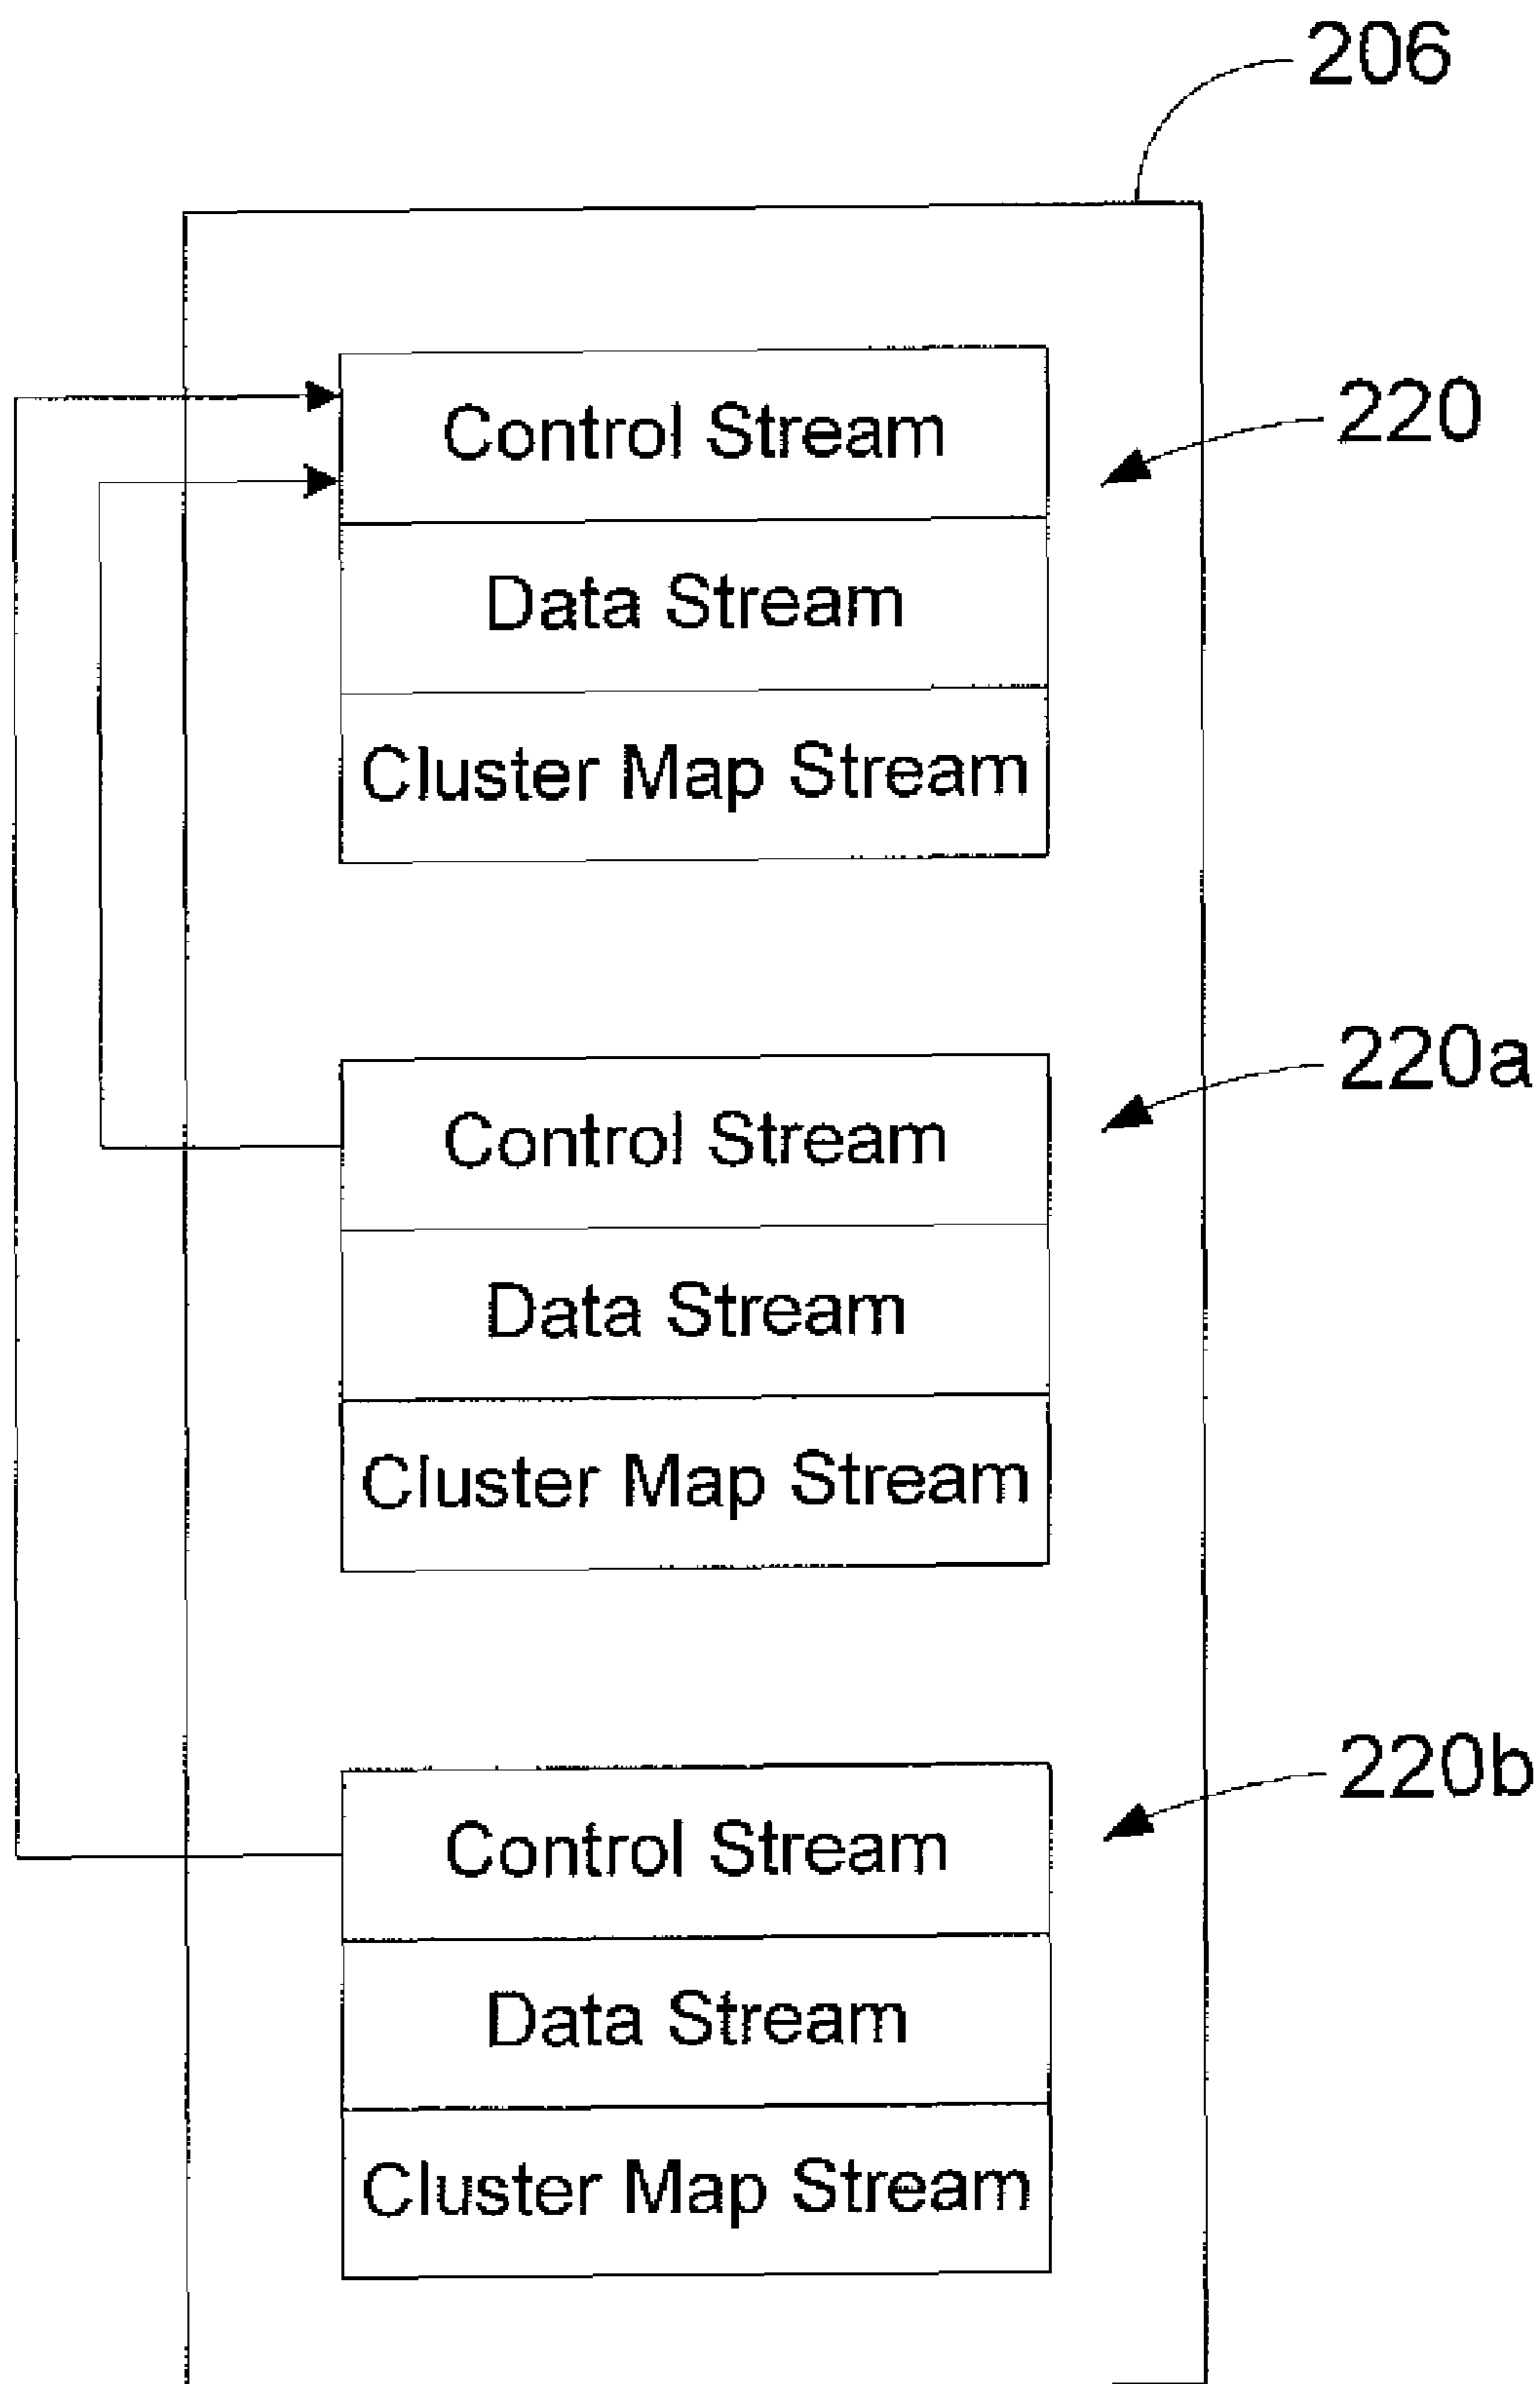 206
Control Stream
220
Data Stream
Cluster Map Stream
220a
Control Stream
Data Stream
Cluster Map Stream
220b
Control Stream
Data Stream
Cluster Map Stream